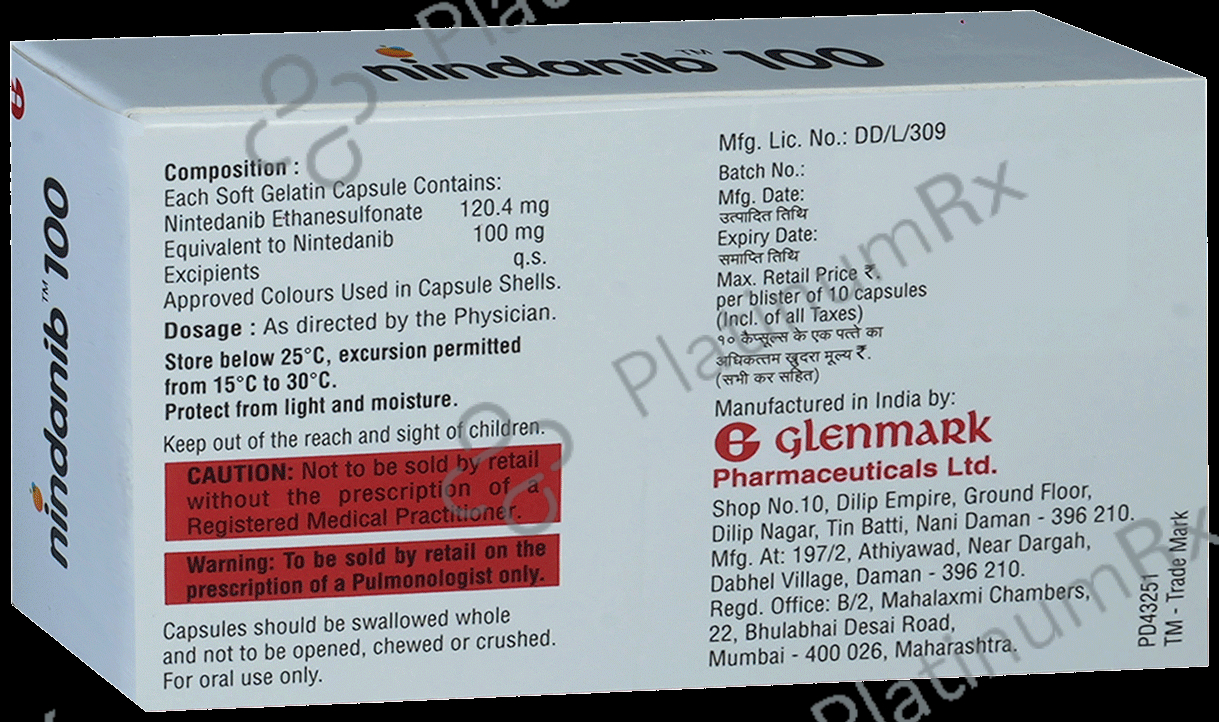 nindanib™ 100
nindanib™ 100
Composition :
Each Soft Gelatin Capsule Contains:
Nintedanib Ethanesulfonate 120.4 mg
Equivalent to Nintedanib 100 mg
Excipients q.s.
Approved Colours Used in Capsule Shells.
Dosage : As directed by the Physician.
Store below 25°C, excursion permitted
from 15°C to 30°C.
Protect from light and moisture.
Keep out of the reach and sight of children.
CAUTION: Not to be sold by retail
without the prescription of a
Registered Medical Practitioner.
Warning: To be sold by retail on the
prescription of a Pulmonologist only.
Capsules should be swallowed whole
and not to be opened, chewed or crushed.
For oral use only.
Mfg. Lic. No.: DD/L/309
Batch No.:
Mfg. Date:
उत्पादित तिथि
Expiry Date:
समाप्ति तिथि
Max. Retail Price ₹.
per blister of 10 capsules
(Incl. of all Taxes)
१० कैप्सूल्स के एक पत्ते का
अधिकत्तम खुदरा मूल्य ₹.
(सभी कर सहित)
Manufactured in India by:
G glenmark
Pharmaceuticals Ltd.
Shop No.10, Dilip Empire, Ground Floor,
Dilip Nagar, Tin Batti, Nani Daman - 396 210.
Mfg. At: 197/2, Athiyawad, Near Dargah,
Dabhel Village, Daman - 396 210.
Regd. Office: B/2, Mahalaxmi Chambers,
22, Bhulabhai Desai Road,
Mumbai - 400 026, Maharashtra.
PD43251
TM - Trade Mark
PlatinumRx
PlatinumRx
PlatinumRx